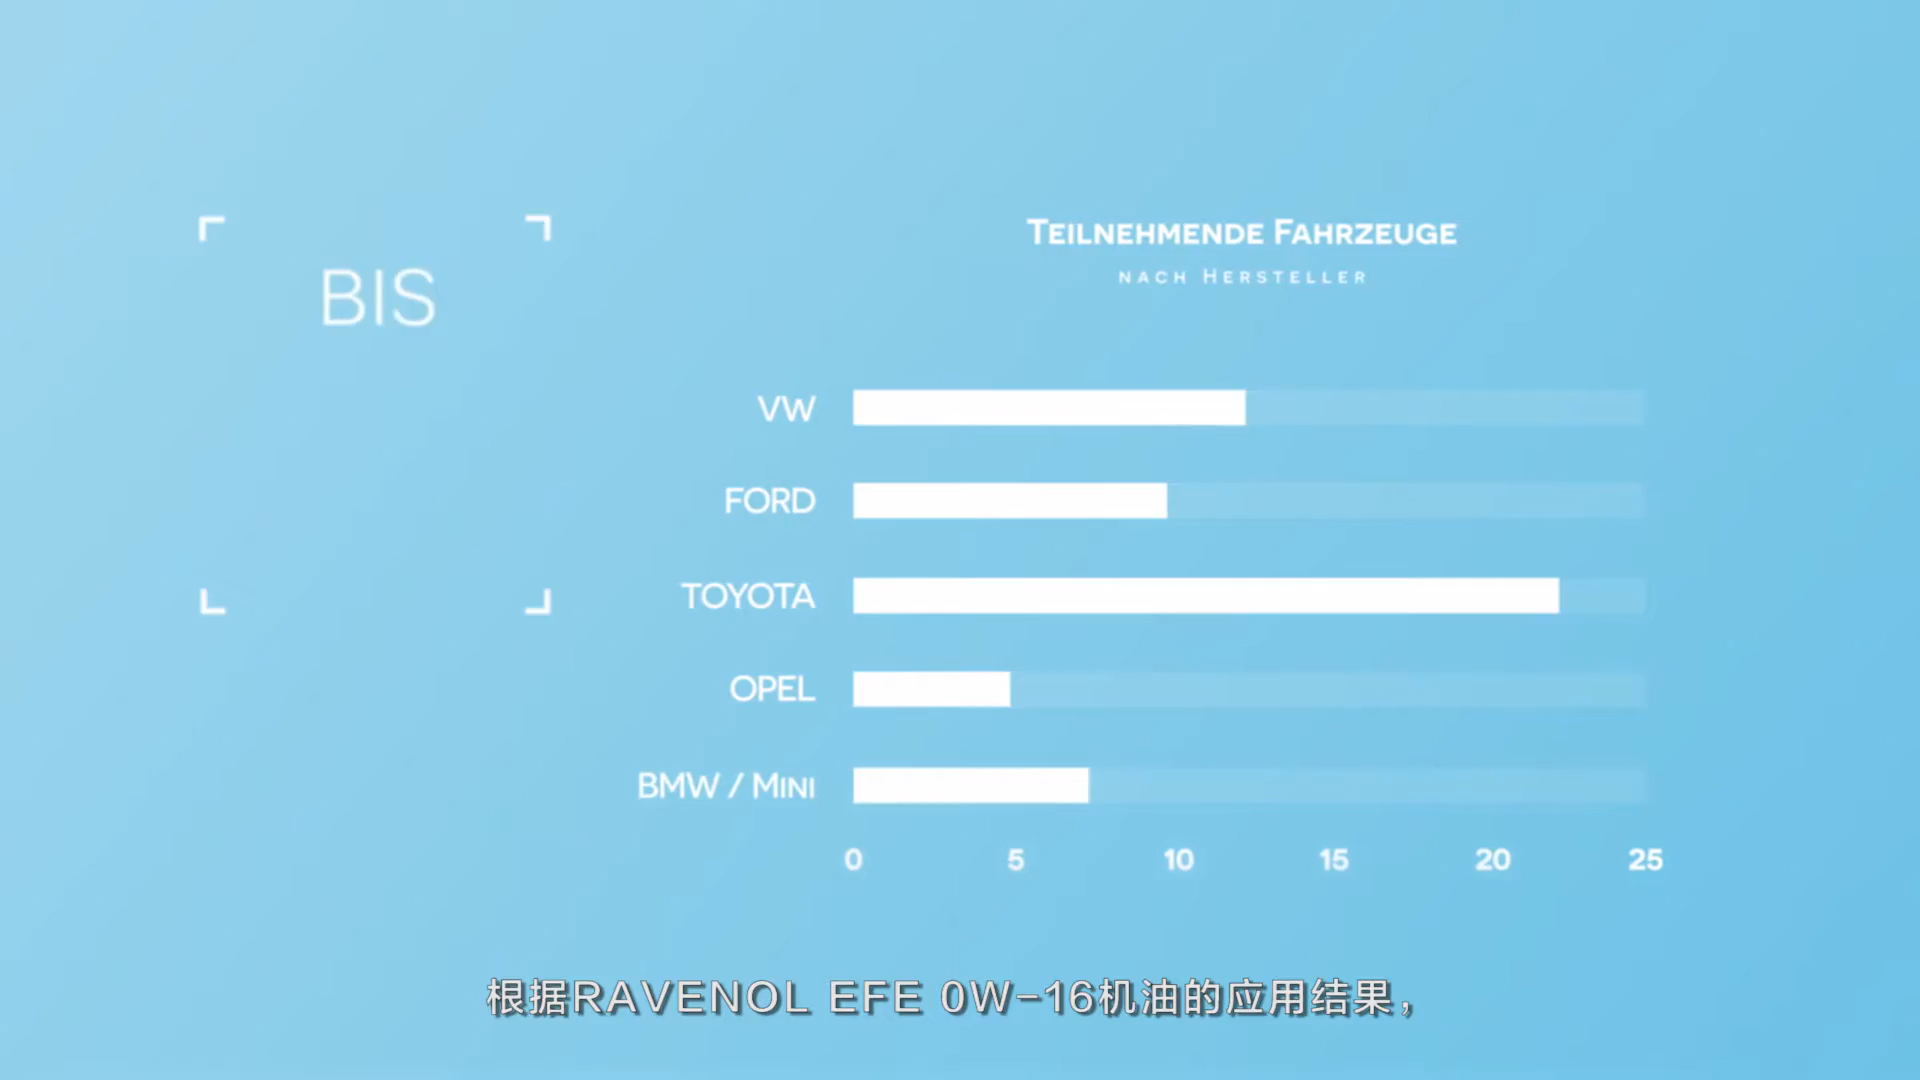 BIS
TEILNEHMENDE FAHRZEUGE
NACH HERSTELLER
VW
FORD
TOYOTA
OPEL
BMW / MINI
0 5 10 15 20 25
根据RAVENOL EFE 0W-16机油的应用结果，